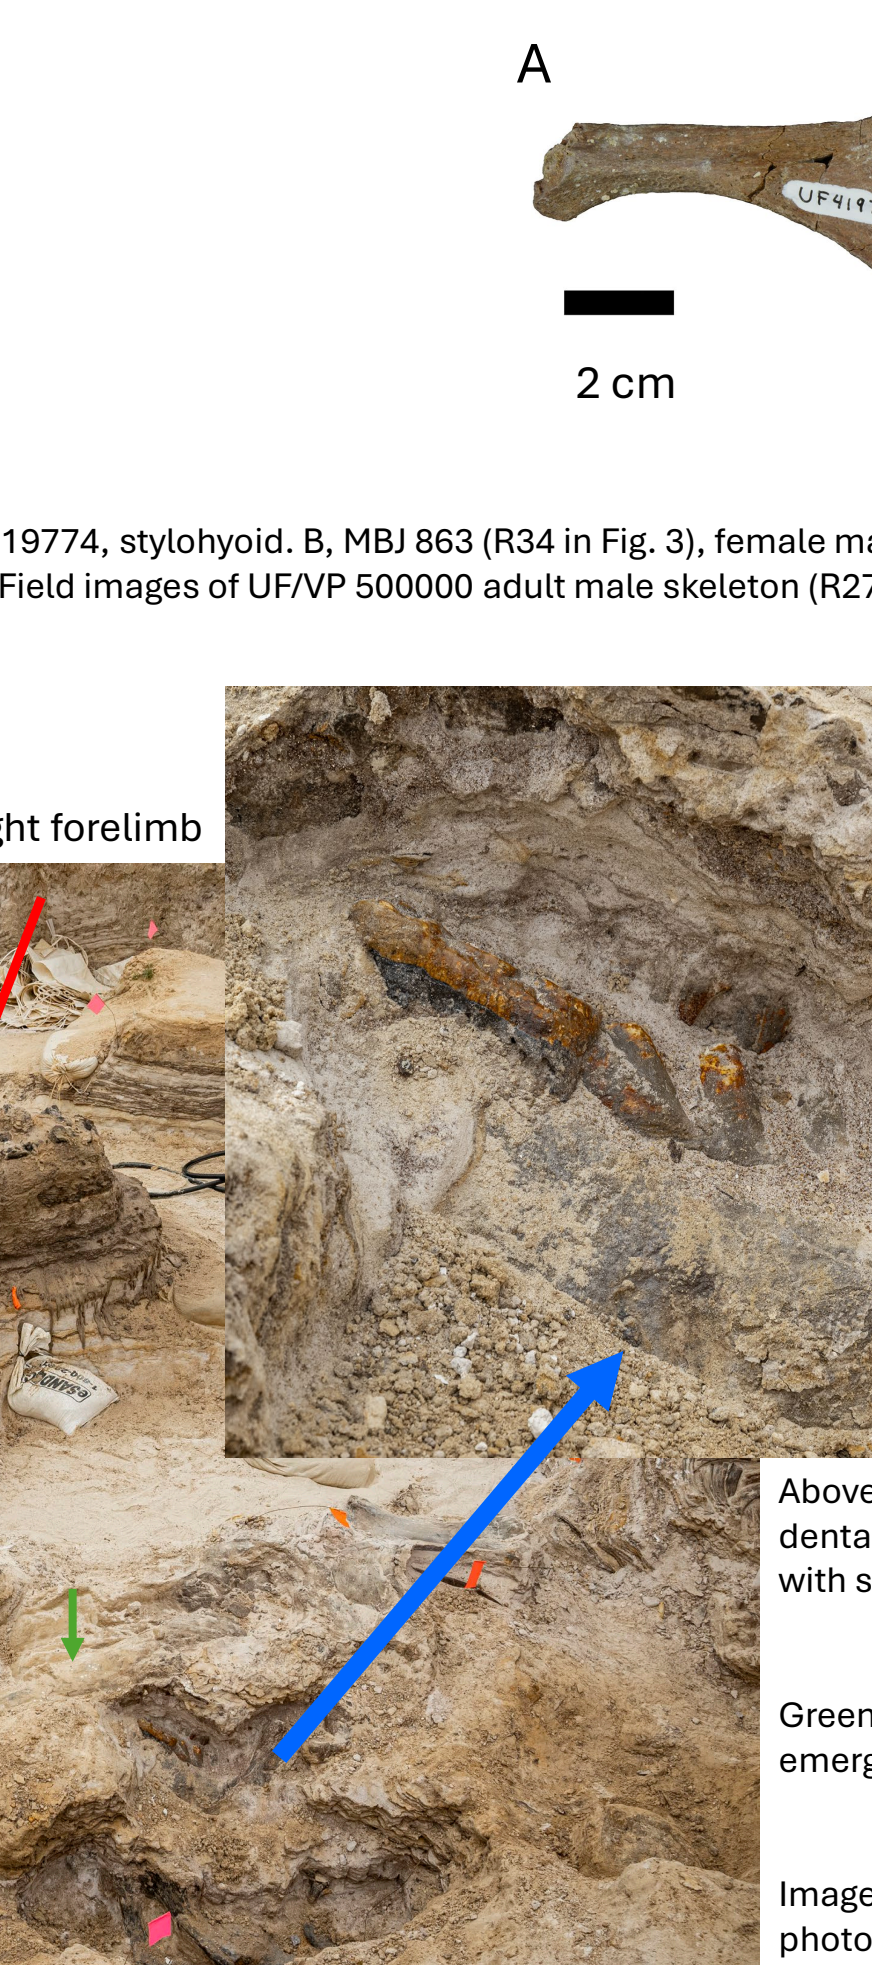 A
UF4197
2 cm
19774, stylohyoid. B, MBJ 863 (R34 in Fig. 3), female ma
Field images of UF/VP 500000 adult male skeleton (R27
ght forelimb
Above
denta
with s
Green
emerg
Image
photo